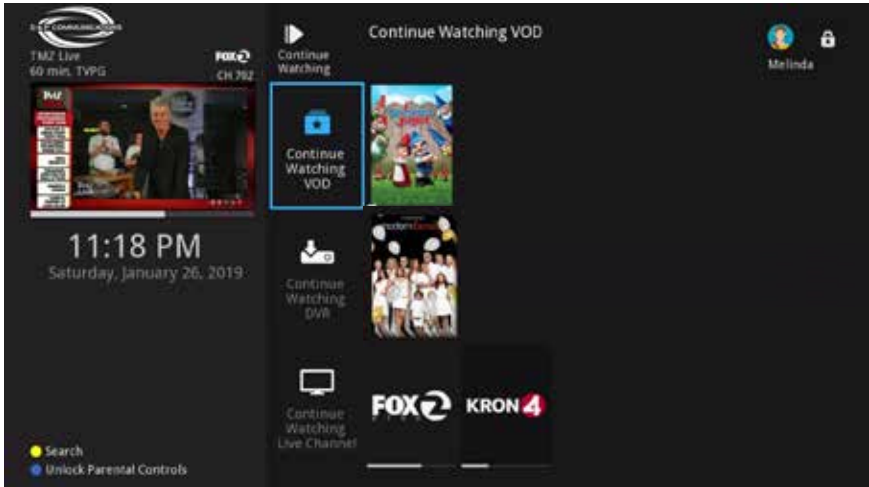 TMZ Live
60 min, TVPG
FOX 2
CH 702
11:18 PM
Saturday, January 26, 2019
Search
Unlock Parental Controls
Continue
Watching
Continue Watching VOD
Melinda
Continue
Watching
VOD
Continue
Watching
DVR
Continue
Watching
Live Channel
FOX 2
KRON 4